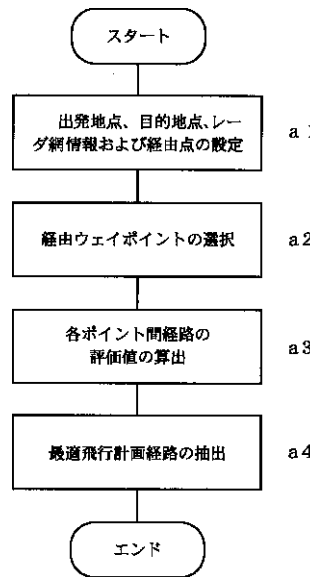 スタート
出発地点、目的地点、レー
ダ網情報および経由点の設定
a 1
経由ウェイポイントの選択
a 2
各ポイント間経路の
評価値の算出
a 3
最適飛行計画経路の抽出
a 4
エンド